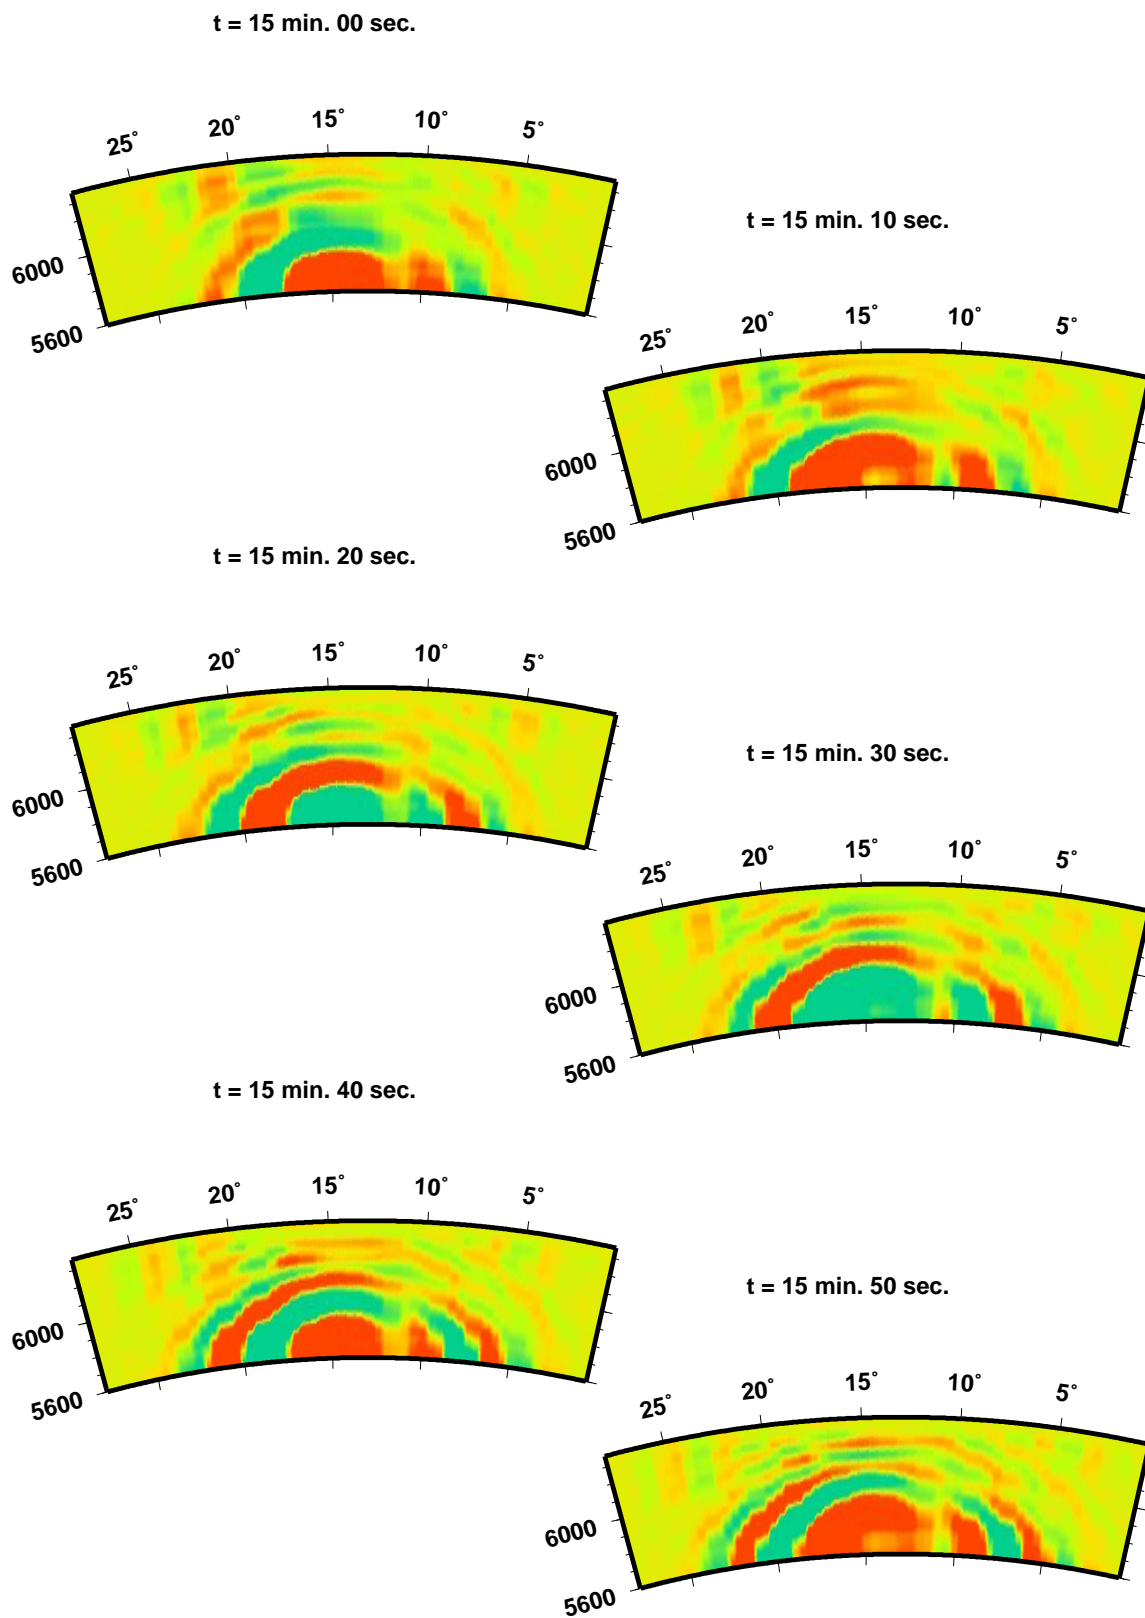 t = 15 min. 00 sec.
25° 20° 15° 10° 5°
6000
5600
t = 15 min. 10 sec.
25° 20° 15° 10° 5°
6000
5600
t = 15 min. 20 sec.
25° 20° 15° 10° 5°
6000
5600
t = 15 min. 30 sec.
25° 20° 15° 10° 5°
6000
5600
t = 15 min. 40 sec.
25° 20° 15° 10° 5°
6000
5600
t = 15 min. 50 sec.
25° 20° 15° 10° 5°
6000
5600